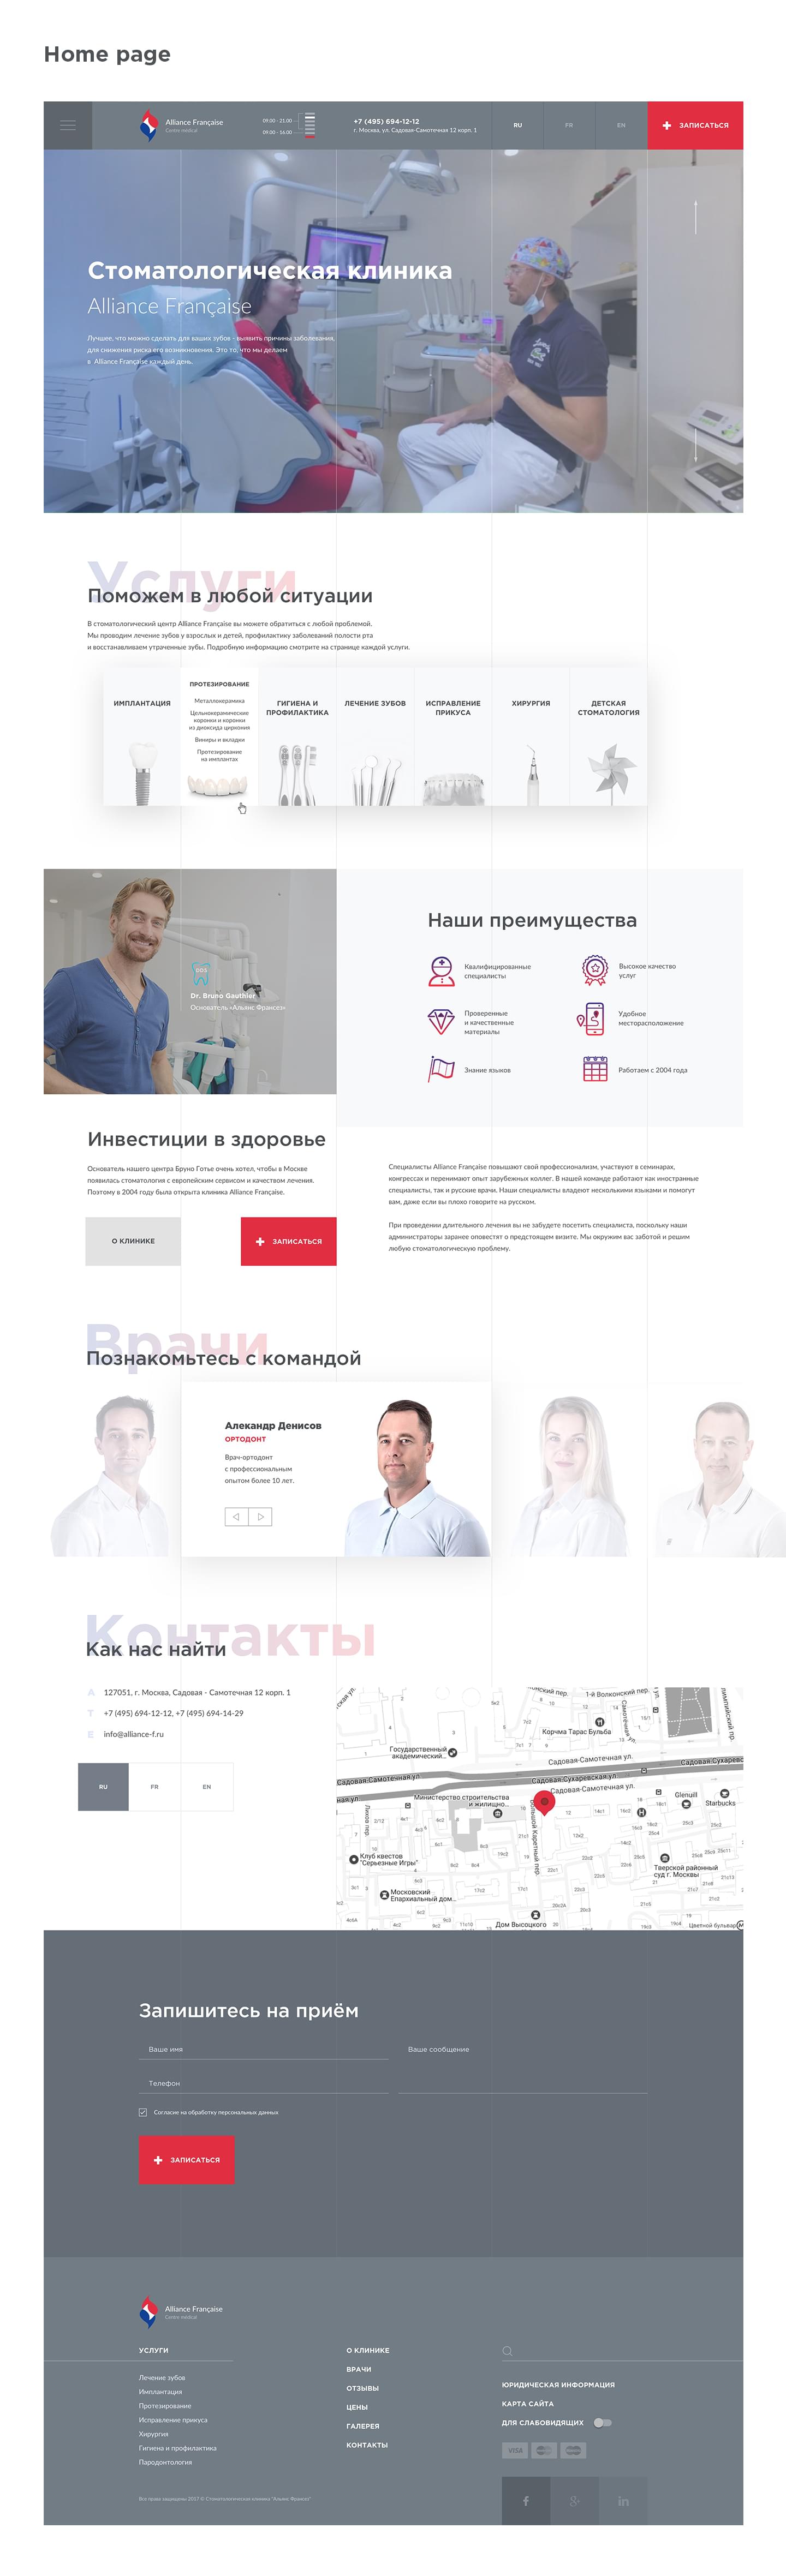 Home page
Alliance Française
Centre médical
09.00 - 21.00
09:00 - 16.00
+7 (495) 694-12-12
г. Москва, ул. Садовая-Самотечная 12 корп. 1
RU
FR
EN
ЗАПИСАТЬСЯ
Стоматологическая клиника
Alliance Française
Лучшее, что можно сделать для ваших зубов - выявить причины заболевания,
для снижения риска его возникновения. Это то, что мы делаем
в Alliance Française каждый день.
Услуги
Поможем в любой ситуации
В стоматологический центр Alliance Française вы можете обратиться с любой проблемой.
Мы проводим лечение зубов у взрослых и детей, профилактику заболеваний полости рта
и восстанавливаем утраченные зубы. Подробную информацию смотрите на странице каждой услуги.
ИМПЛАНТАЦИЯ
ПРОТЕЗИРОВАНИЕ
Металлокерамика
Цельнокерамические
коронки и коронки
из диоксида циркония
Виниры и вкладки
Протезирование
на имплантах
ГИГИЕНА И
ПРОФИЛАКТИКА
ЛЕЧЕНИЕ ЗУБОВ
ИСПРАВЛЕНИЕ
ПРИКУСА
ХИРУРГИЯ
ДЕТСКАЯ
СТОМАТОЛОГИЯ
Dr. Bruno Gauthier
Основатель «Альянс Франсез»
Наши преимущества
Квалифицированные
специалисты
Высокое качество
услуг
Проверенные
и качественные
материалы
Удобное
месторасположение
Знание языков
Работаем с 2004 года
Инвестиции в здоровье
Основатель нашего центра Бруно Готье очень хотел, чтобы в Москве
появилась стоматология с европейским сервисом и качеством лечения.
Поэтому в 2004 году была открыта клиника Alliance Française.
О КЛИНИКЕ
ЗАПИСАТЬСЯ
Специалисты Alliance Française повышают свой профессионализм, участвуют в семинарах,
конгрессах и перенимают опыт зарубежных коллег. В нашей команде работают как иностранные
специалисты, так и русские врачи. Наши специалисты владеют несколькими языками и помогут
вам, даже если вы плохо говорите на русском.
При проведении длительного лечения вы не забудете посетить специалиста, поскольку наши
администраторы заранее оповестят о предстоящем визите. Мы окружим вас заботой и решим
любую стоматологическую проблему.
Врачи
Познакомьтесь с командой
Алекандр Денисов
ОРТОДОНТ
Врач-ортодонт
с профессиональным
опытом более 10 лет.
Контакты
Как нас найти
A 127051, г. Москва, Садовая - Самотечная 12 корп. 1
T +7 (495) 694-12-12, +7 (495) 694-14-29
E info@alliance-f.ru
RU
FR
EN
1-й Волконский пер.
Корчма Тарас Бульба
Государственный
академический...
Садовая-Самотечная ул.
Садовая-Самотечная ул
Садовая-Сухаревская ул
Садовая-Самотечная ул.
Министерство строительства
и жилищно...
Glenuill
Starbucks
Лихов пер.
Большой Каретный пер.
Клуб квестов
"Серьезные Игры"
Тверской районный
суд г. Москвы
Московский
Епархиальный дом...
Дом Высоцкого
Цветной бульвар
Запишитесь на приём
Ваше имя
Ваше сообщение
Телефон
Согласие на обработку персональных данных
ЗАПИСАТЬСЯ
Alliance Française
Centre médical
УСЛУГИ
Лечение зубов
Имплантация
Протезирование
Исправление прикуса
Хирургия
Гигиена и профилактика
Пародонтология
О КЛИНИКЕ
ВРАЧИ
ОТЗЫВЫ
ЦЕНЫ
ГАЛЕРЕЯ
КОНТАКТЫ
ЮРИДИЧЕСКАЯ ИНФОРМАЦИЯ
КАРТА САЙТА
ДЛЯ СЛАБОВИДЯЩИХ
VISA
Все права защищены 2017 © Стоматологическая клиника "Альянс Франсез"